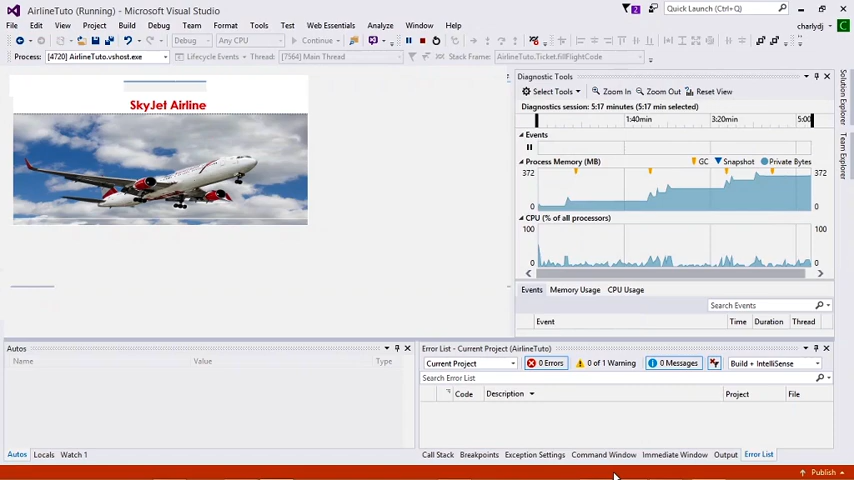 AirlineTuto (Running) - Microsoft Visual Studio
2
Quick Launch (Ctrl+Q)
File Edit View Project Build Debug Team Format Tools Test Web Essentials Analyze Window Help
charlydj C
Debug Any CPU Continue
Process: [4720] AirlineTuto.vshost.exe Lifecycle Events Thread: [7564] Main Thread Stack Frame: AirlineTuto.Ticket.fillFlightCode
SkyJet Airline
Diagnostic Tools
Select Tools Zoom In Zoom Out Reset View
Diagnostics session: 5:17 minutes (5:17 min selected)
1:40min 3:20min 5:00
Events
Process Memory (MB) GC Snapshot Private Bytes
372 372
0 0
CPU (% of all processors)
100 100
0 0
Events Memory Usage CPU Usage
Search Events
Event Time Duration Thread
Solution Explorer
Team Explorer
Autos
Name Value Type
Autos Locals Watch 1
Error List - Current Project (AirlineTuto)
Current Project 0 Errors 0 of 1 Warning 0 Messages Build + IntelliSense
Search Error List
Code Description Project File
Call Stack Breakpoints Exception Settings Command Window Immediate Window Output Error List
Publish